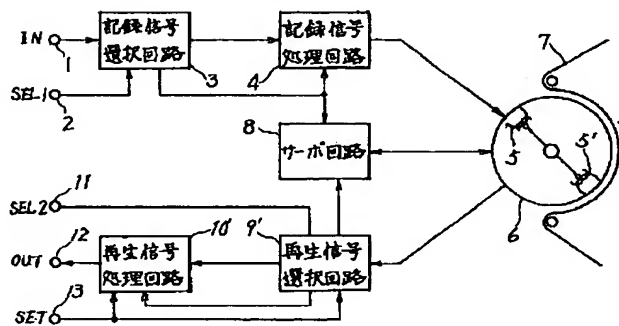 IN
1
SEL1
2
記録信号
選択回路
3
記録信号
処理回路
4
7
5
5'
6
8
サーボ回路
11
SEL2
12
OUT
13
SET
10'
再生信号
処理回路
9'
再生信号
選択回路